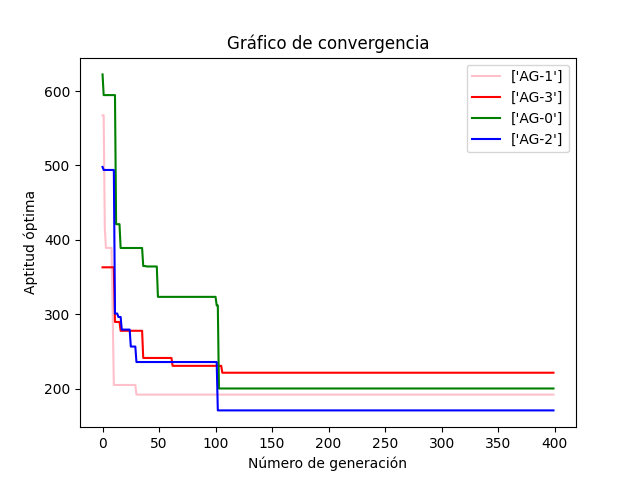 Gráfico de convergencia
['AG-1']
['AG-3']
['AG-0']
['AG-2']
600
500
400
300
200
Aptitud óptima
0 50 100 150 200 250 300 350 400
Número de generación